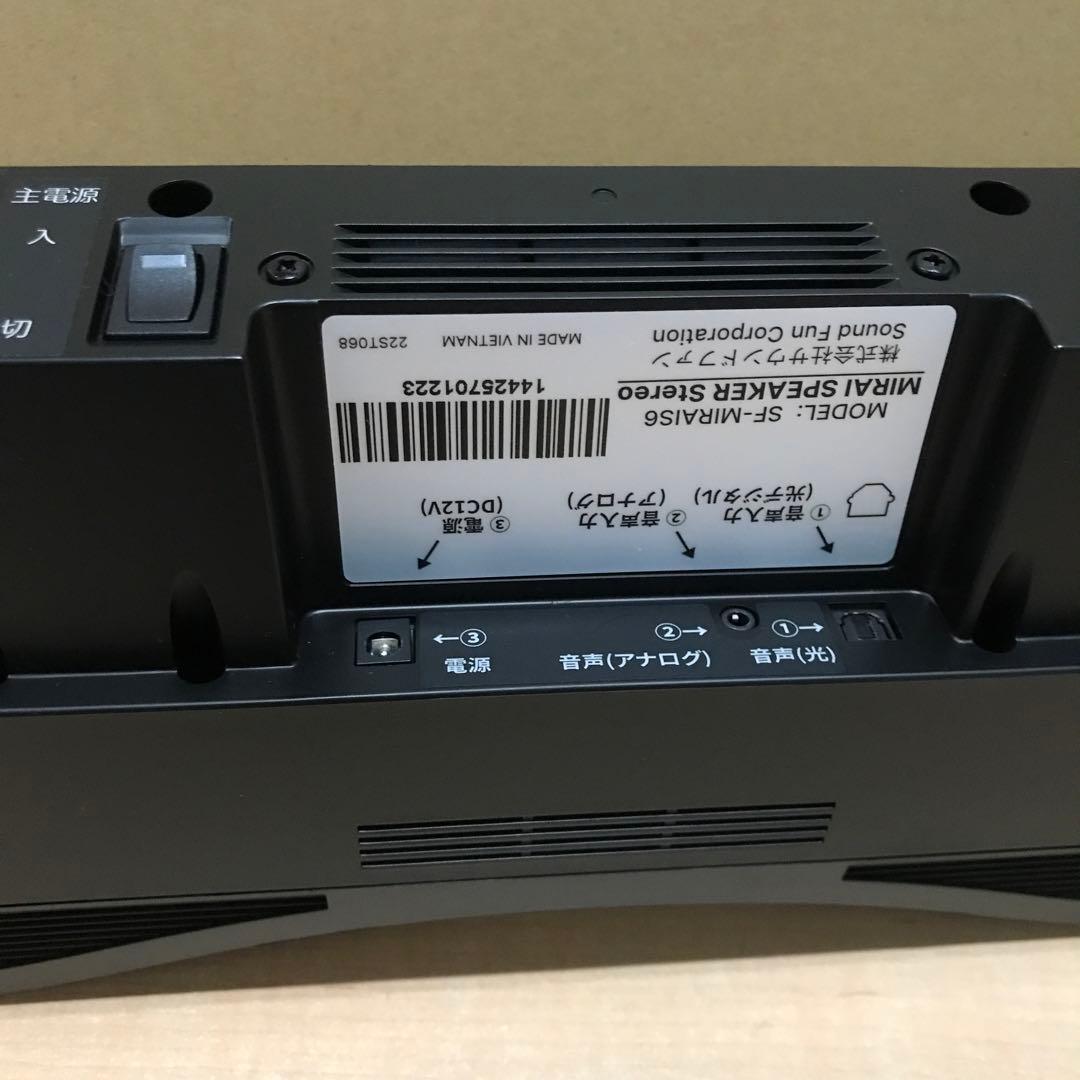 主電源
入
切
MODEL: SF-MIRAIS6
MIRAI SPEAKER Stereo
株式会社サウンドファン
Sound Fun Corporation
14425701223
MADE IN VIETNAM
22ST068
①音声入力
(光デジタル)
②音声入力
(アナログ)
③電源
(DC12V)
←③
電源
②→
音声(アナログ)
①→
音声(光)